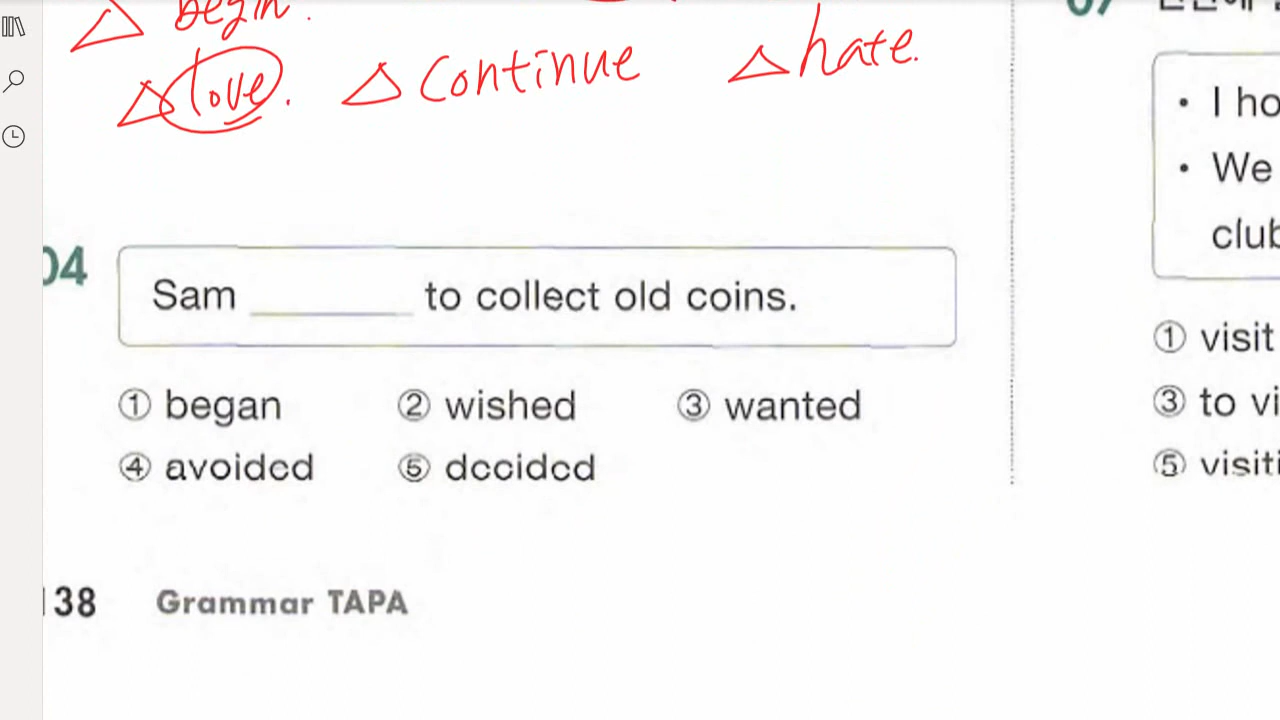 begin.
love. continue hate.
04
Sam ________ to collect old coins.
① began ② wished ③ wanted
④ avoided ⑤ decided
138 Grammar TAPA
07
• I ho
• We
club
① visit
③ to vi
⑤ visiti